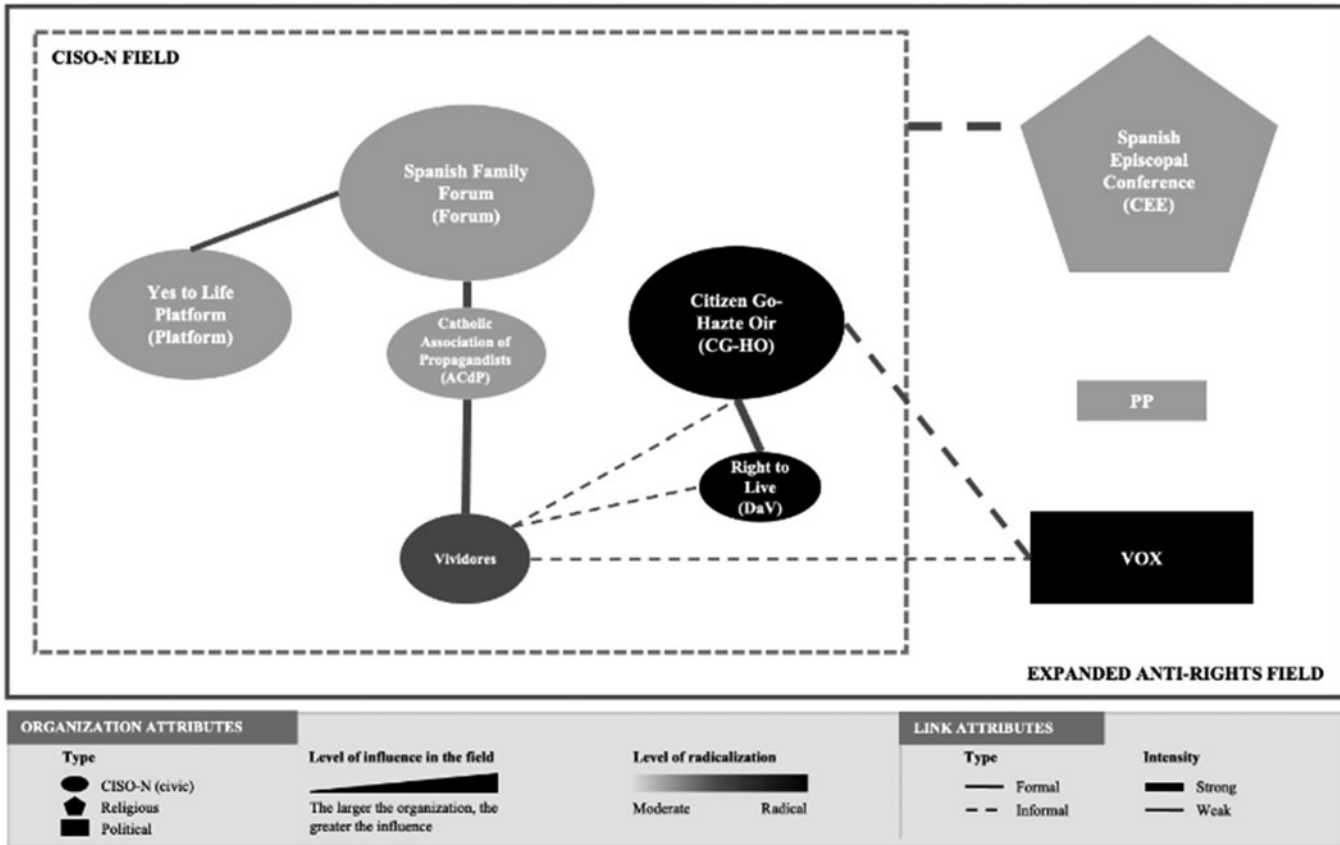 CISO-N FIELD
Spanish Family
Forum
(Forum)
Yes to Life
Platform
(Platform)
Catholic
Association of
Propagandists
(ACdP)
Citizen Go-
Hazte Oir
(CG-HO)
Right to
Live
(DaV)
Vividores
Spanish
Episcopal
Conference
(CEE)
PP
VOX
EXPANDED ANTI-RIGHTS FIELD
ORGANIZATION ATTRIBUTES
Type
CISO-N (civic)
Religious
Political
Level of influence in the field
The larger the organization, the
greater the influence
Level of radicalization
Moderate Radical
LINK ATTRIBUTES
Type
Formal
Informal
Intensity
Strong
Weak